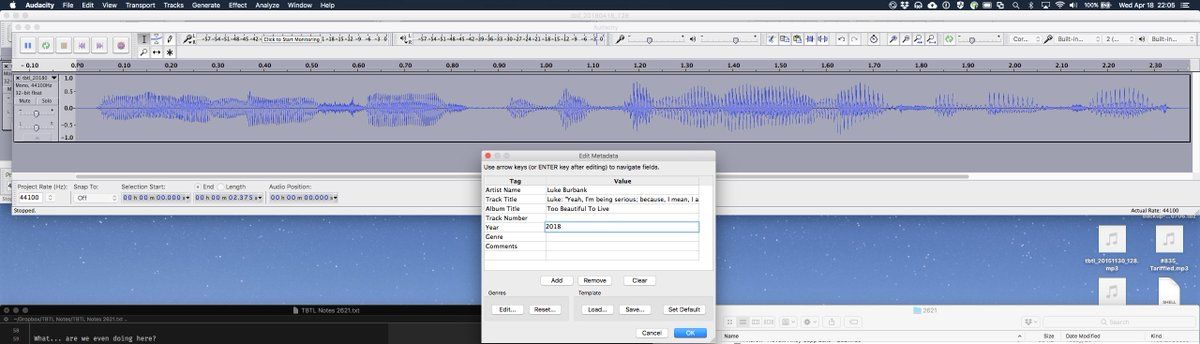 Audacity File Edit View Transport Tracks Generate Effect Analyze Window Help 100% Wed Apr 18 22:05
tbtl_20180418_128
Audacity
-57 -54 -51 -48 -45 -42 Click to Start Monitoring -18 -15 -12 -9 -6 -3 0 -57 -54 -51 -48 -45 -42 -39 -36 -33 -30 -27 -24 -21 -18 -15 -12 -9 -6 -3 0
Cor... Built-in... 2 (... Built-in...
-0.10 0.00 0.10 0.20 0.30 0.40 0.50 0.60 0.70 0.80 0.90 1.00 1.10 1.20 1.30 1.40 1.50 1.60 1.70 1.80 1.90 2.00 2.10 2.20 2.30
tbtl_20180
Mono, 44100Hz
32-bit float
Mute Solo
1.0
0.5
0.0
-0.5
-1.0
Edit Metadata
Use arrow keys (or ENTER key after editing) to navigate fields.
Tag Value
Artist Name Luke Burbank
Track Title Luke: "Yeah, I'm being serious; because, I mean, I a
Album Title Too Beautiful To Live
Track Number
Year 2018
Genre
Comments
Add Remove Clear
Genres Template
Edit... Reset... Load... Save... Set Default
Cancel OK
Project Rate (Hz): Snap To: Selection Start: End Length Audio Position:
44100 Off 00 h 00 m 00.000 s 00 h 00 m 02.375 s 00 h 00 m 00.000 s
Stopped. Actual Rate: 44100
tbtl_20151130_128.
mp3
#835_
Tariffied.mp3
SHELL
TBTL Notes 2621.txt
~/Dropbox/TBTL Notes/TBTL Notes 2621.txt
58
59 What... are we even doing here?
2621
Search
Size Date Modified Date Added